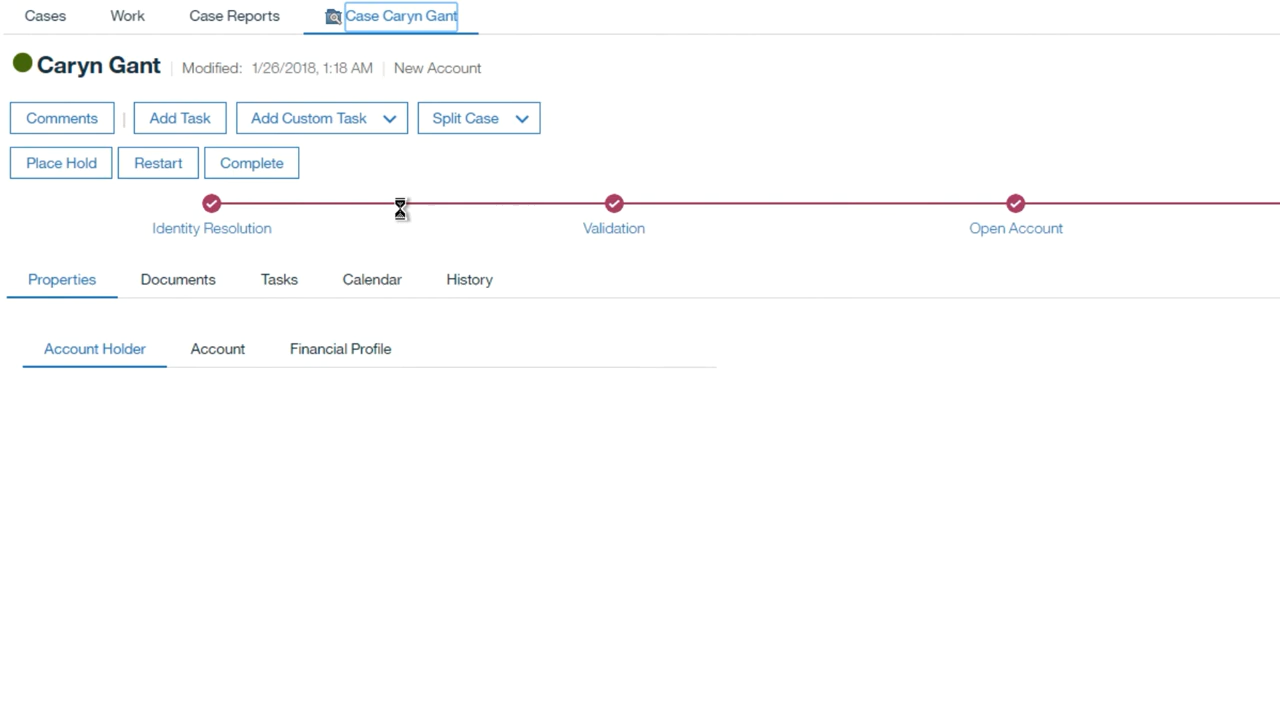 Cases Work Case Reports Case Caryn Gant
Caryn Gant Modified: 1/26/2018, 1:18 AM New Account
Comments Add Task Add Custom Task Split Case
Place Hold Restart Complete
Identity Resolution Validation Open Account
Properties Documents Tasks Calendar History
Account Holder Account Financial Profile